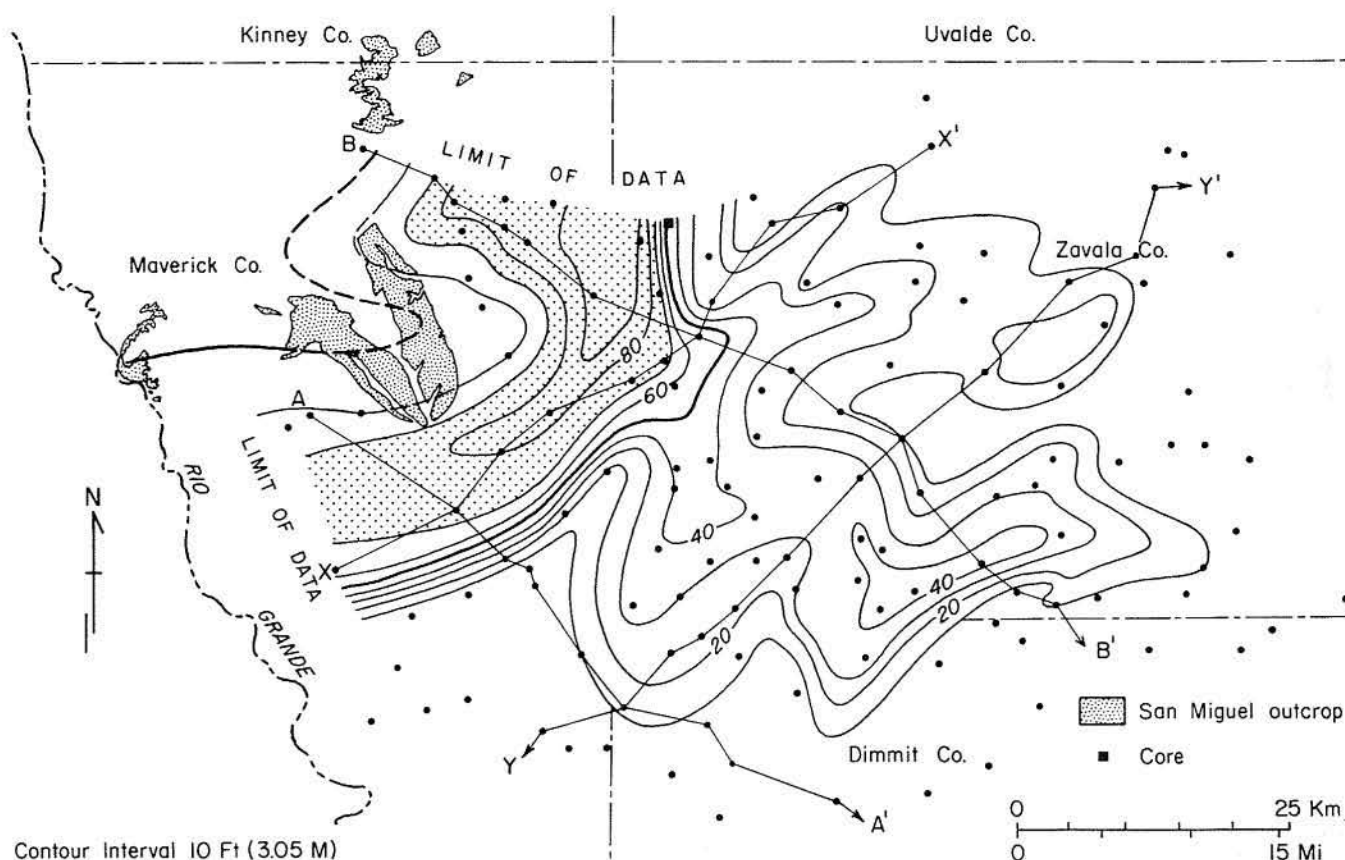 Kinney Co.
Uvalde Co.
B
X'
LIMIT OF DATA
Y'
Zavala Co.
Maverick Co.
80
60
A
RIO GRANDE
LIMIT OF DATA
N
X
40
40
20
20
B'
San Miguel outcrop
Core
Y
Dimmit Co.
A'
0 25 Km
0 15 Mi
Contour Interval 10 Ft (3.05 M)